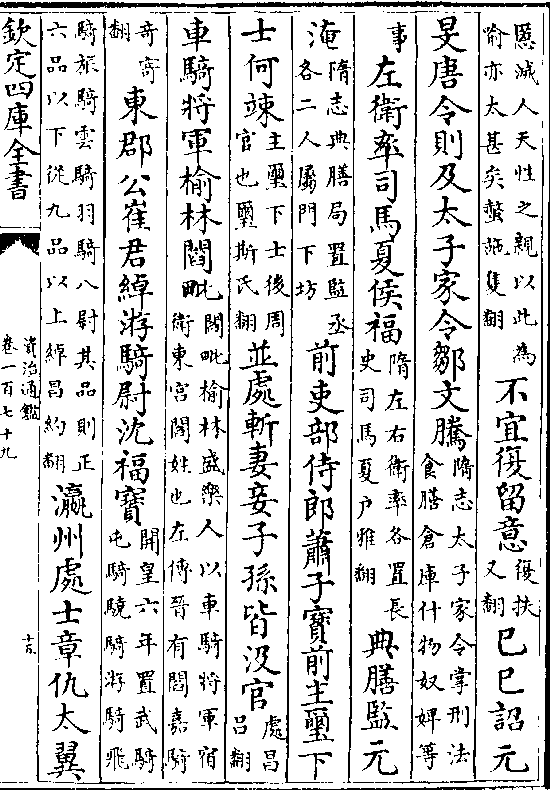 滅人天性之親以此為
喻亦太甚矣螫施隻翻
不宜復留意
復扶
又翻
已巳詔元
旻唐令則及太子家令鄒文騰
隋志太子家令掌刑法
食膳倉庫什物奴婢等
事
左衛率司馬夏侯福
隋左右衛率各置長
史司馬夏户雅翻
典膳監元
淹
隋志典膳局置監丞
各二人屬門下坊
前吏部侍郎蕭子寶前主璽下
士何竦
主璽下士後周
官也璽斯氏翻
並處斬妻妾子孫皆没官
處昌
吕翻
車騎將軍榆林閻毗
閻毗榆林盛樂人以車騎將軍宿
衛東宫閻姓也左傳晉有閻嘉騎
奇寄
翻
東郡公崔君綽游騎尉沈福寶
開皇六年置武騎
屯騎驍騎游騎飛
騎旅騎雲騎羽騎八尉其品則正
六品以下從九品以上綽昌約翻
瀛州處士章仇太翼
欽定四庫全書
資治通鑑
卷一百七十九
十五